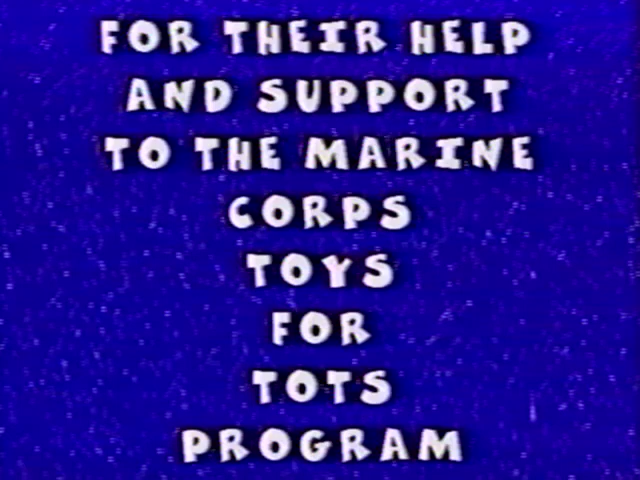 FOR THEIR HELP
AND SUPPORT
TO THE MARINE
CORPS
TOYS
FOR
TOTS
PROGRAM